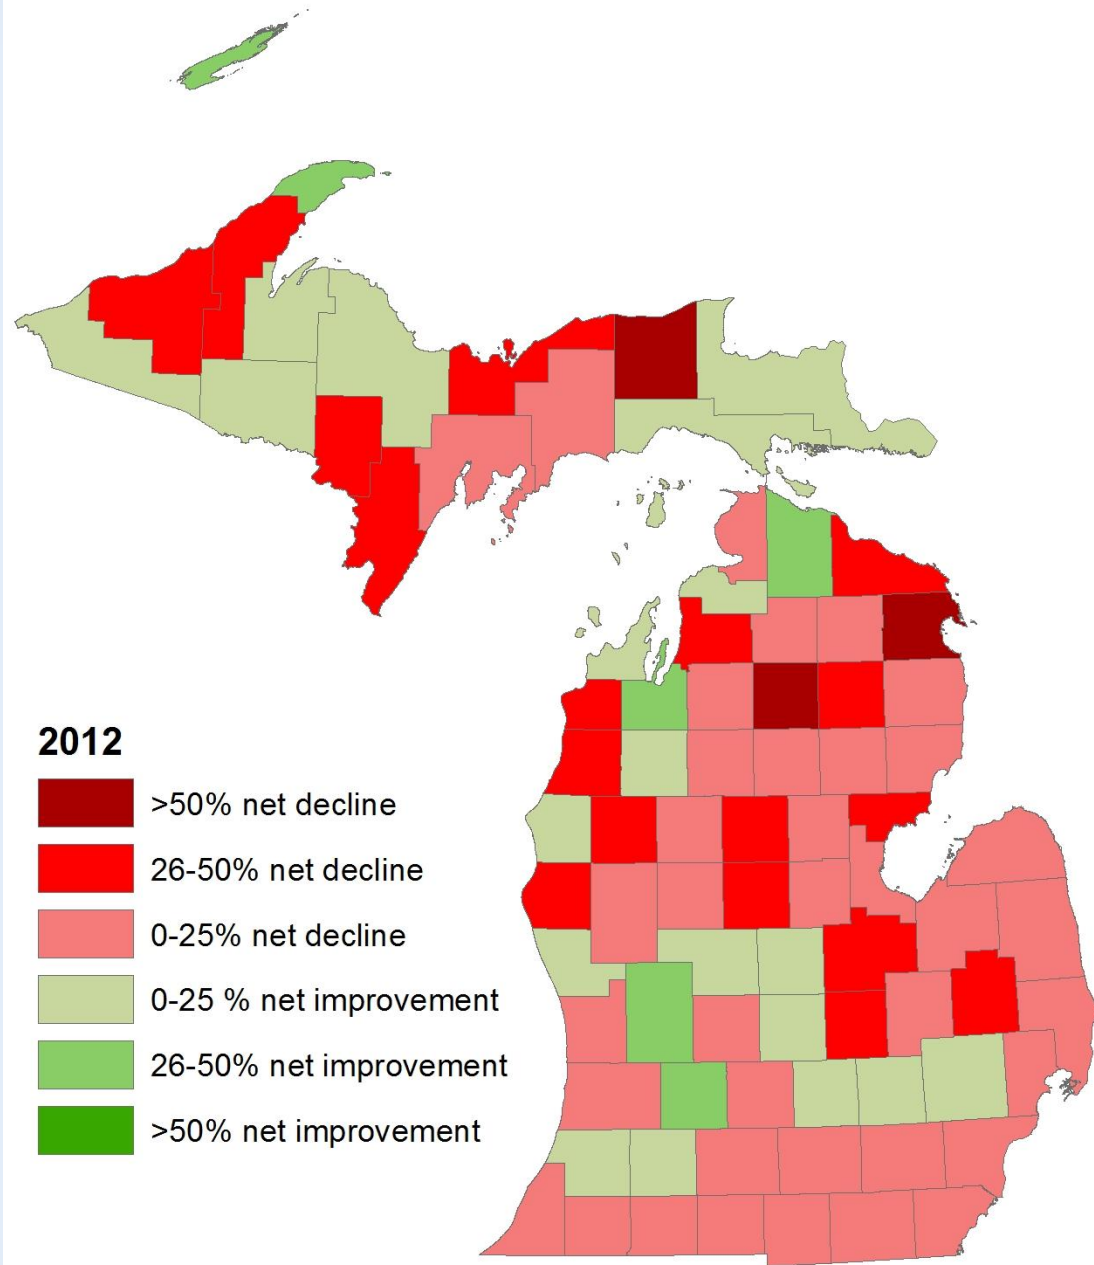 2012
>50% net decline
26-50% net decline
0-25% net decline
0-25 % net improvement
26-50% net improvement
>50% net improvement